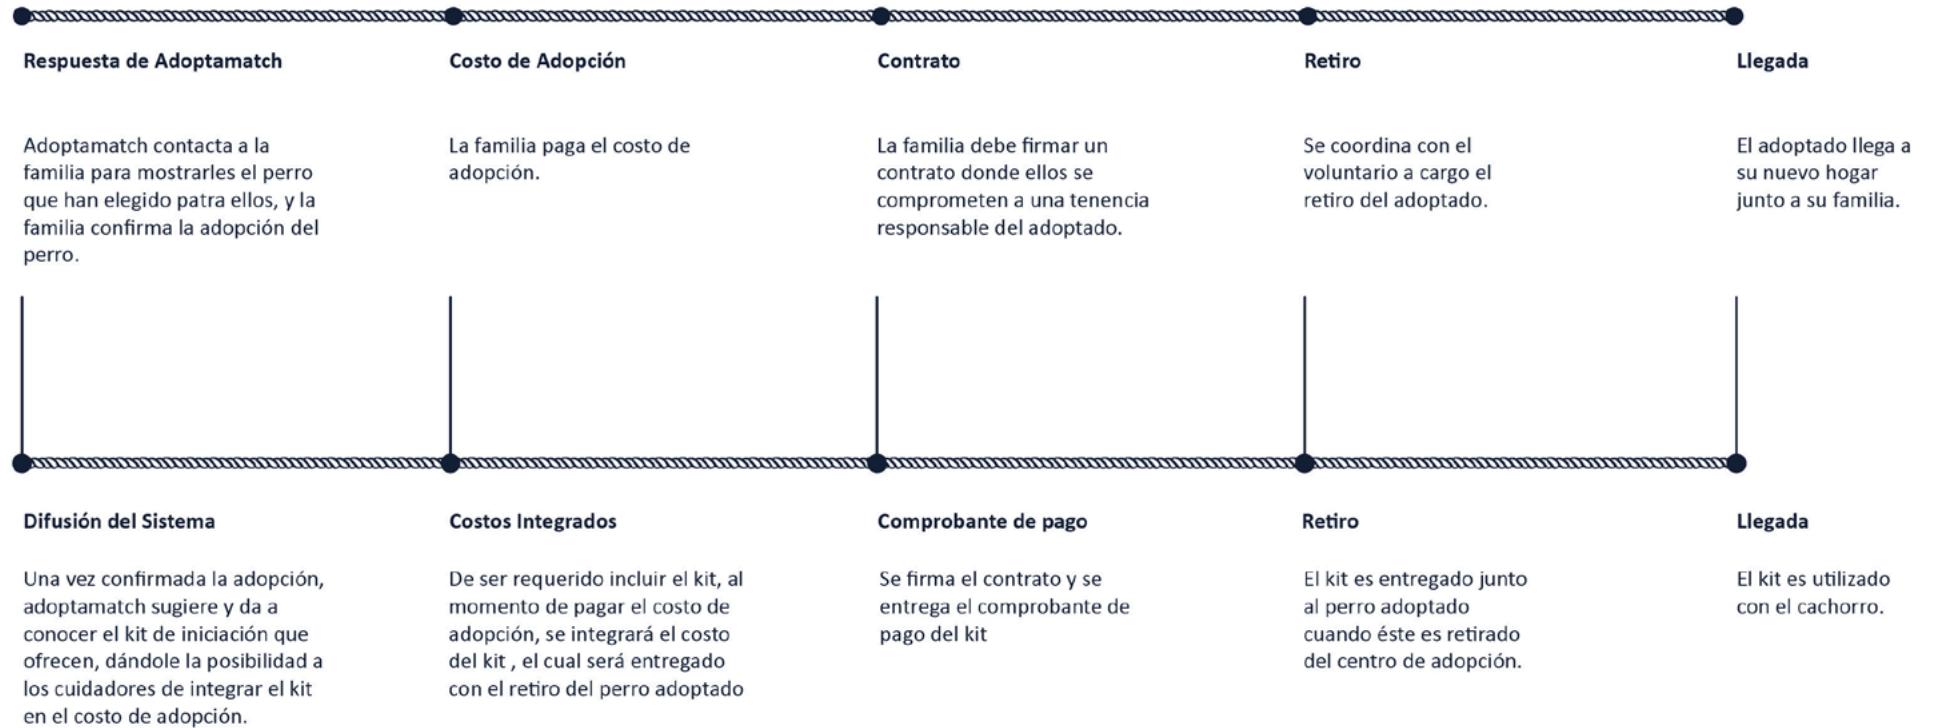 Respuesta de Adoptamatch
Adoptamatch contacta a la
familia para mostrarles el perro
que han elegido patra ellos, y la
familia confirma la adopción del
perro.
Costo de Adopción
La familia paga el costo de
adopción.
Contrato
La familia debe firmar un
contrato donde ellos se
comprometen a una tenencia
responsable del adoptado.
Retiro
Se coordina con el
voluntario a cargo el
retiro del adoptado.
Llegada
El adoptado llega a
su nuevo hogar
junto a su familia.
Difusión del Sistema
Una vez confirmada la adopción,
adoptamatch sugiere y da a
conocer el kit de iniciación que
ofrecen, dándole la posibilidad a
los cuidadores de integrar el kit
en el costo de adopción.
Costos Integrados
De ser requerido incluir el kit, al
momento de pagar el costo de
adopción, se integrará el costo
del kit , el cual será entregado
con el retiro del perro adoptado
Comprobante de pago
Se firma el contrato y se
entrega el comprobante de
pago del kit
Retiro
El kit es entregado junto
al perro adoptado
cuando éste es retirado
del centro de adopción.
Llegada
El kit es utilizado
con el cachorro.